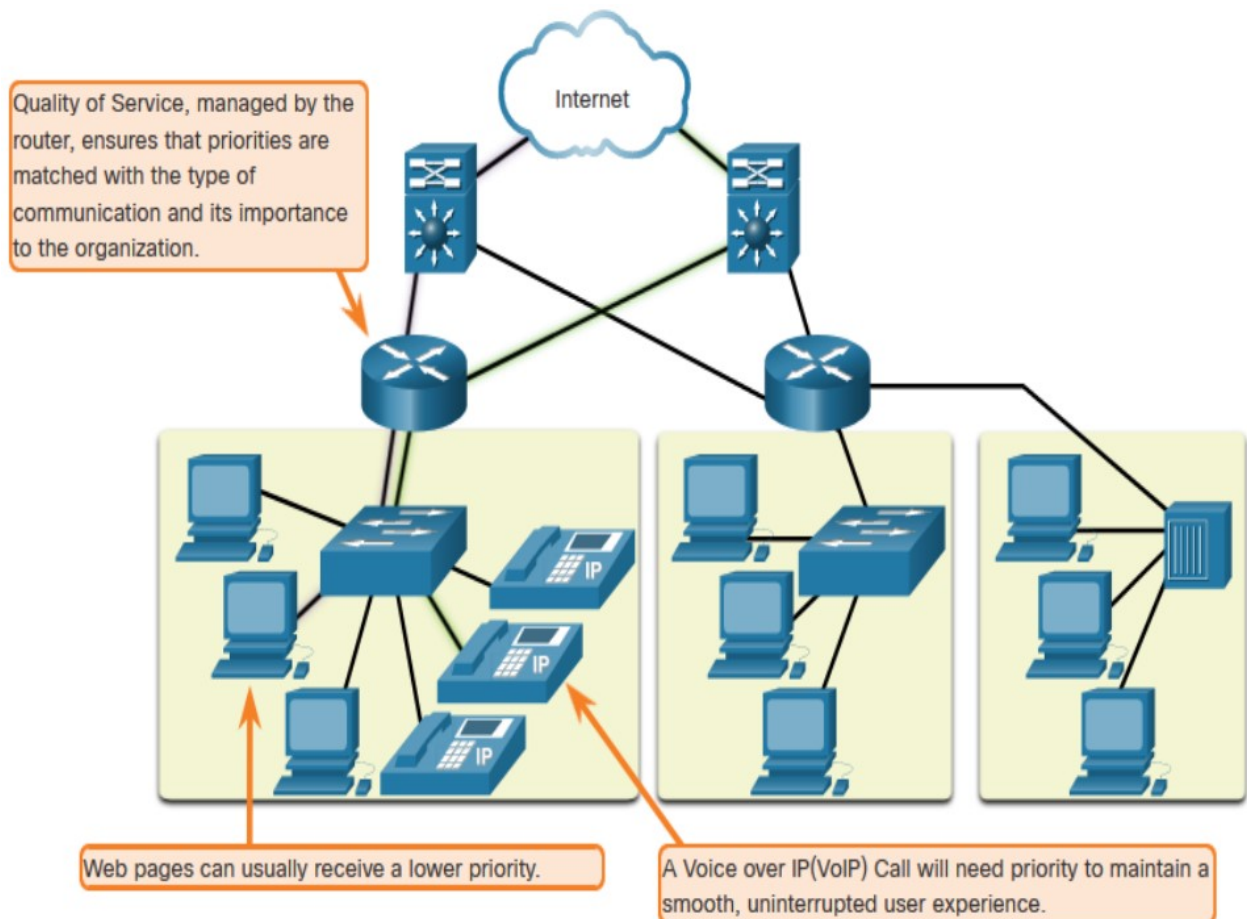 Internet
Quality of Service, managed by the
router, ensures that priorities are
matched with the type of
communication and its importance
to the organization.
IP
IP
IP
Web pages can usually receive a lower priority.
A Voice over IP(VoIP) Call will need priority to maintain a
smooth, uninterrupted user experience.